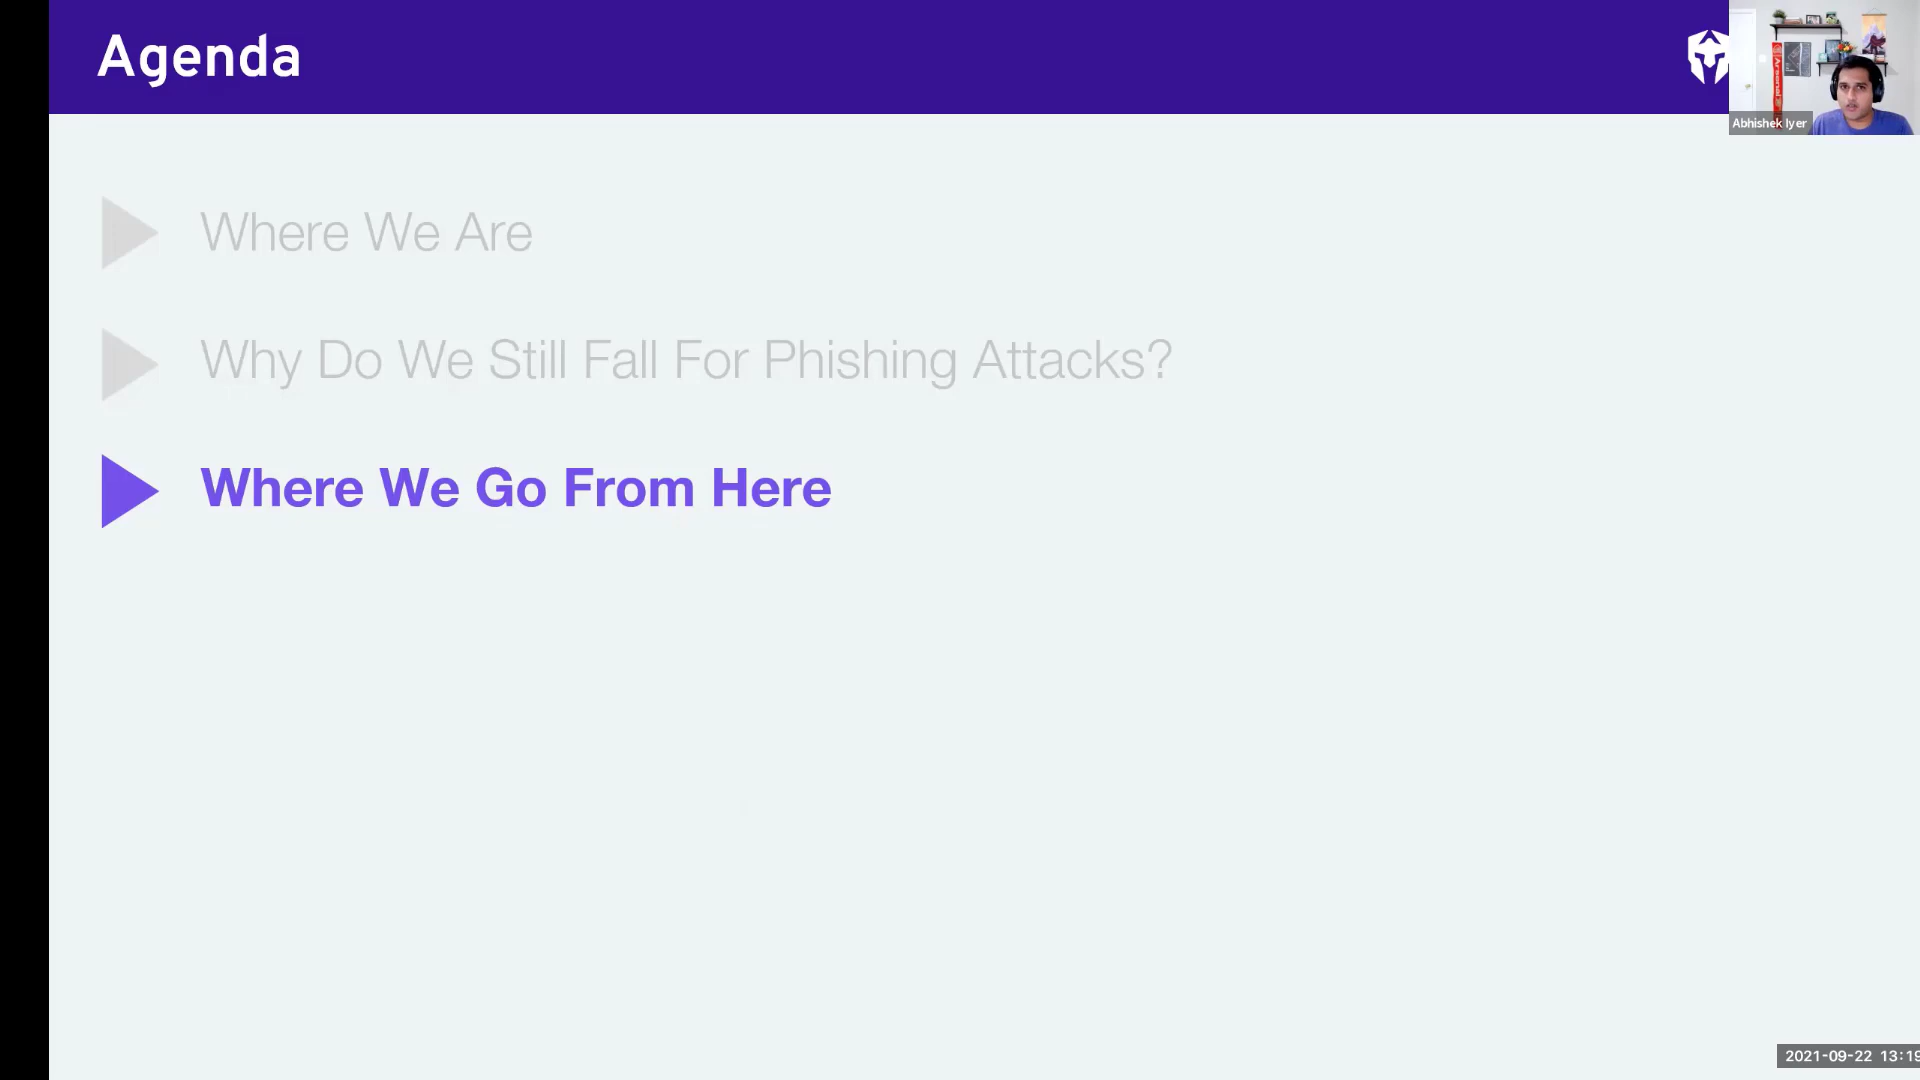 Agenda
Abhishek Iyer
Where We Are
Why Do We Still Fall For Phishing Attacks?
Where We Go From Here
2021-09-22 13:19